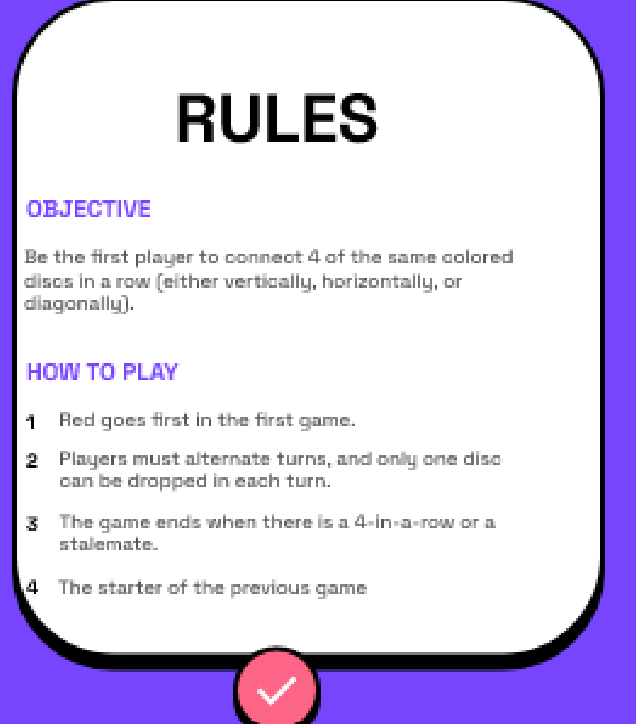 RULES
OBJECTIVE
Be the first player to connect 4 of the same colored
discs in a row (either vertically, horizontally, or
diagonally).
HOW TO PLAY
1 Red goes first in the first game.
2 Players must alternate turns, and only one disc
can be dropped in each turn.
3 The game ends when there is a 4-in-a-row or a
stalemate.
4 The starter of the previous game